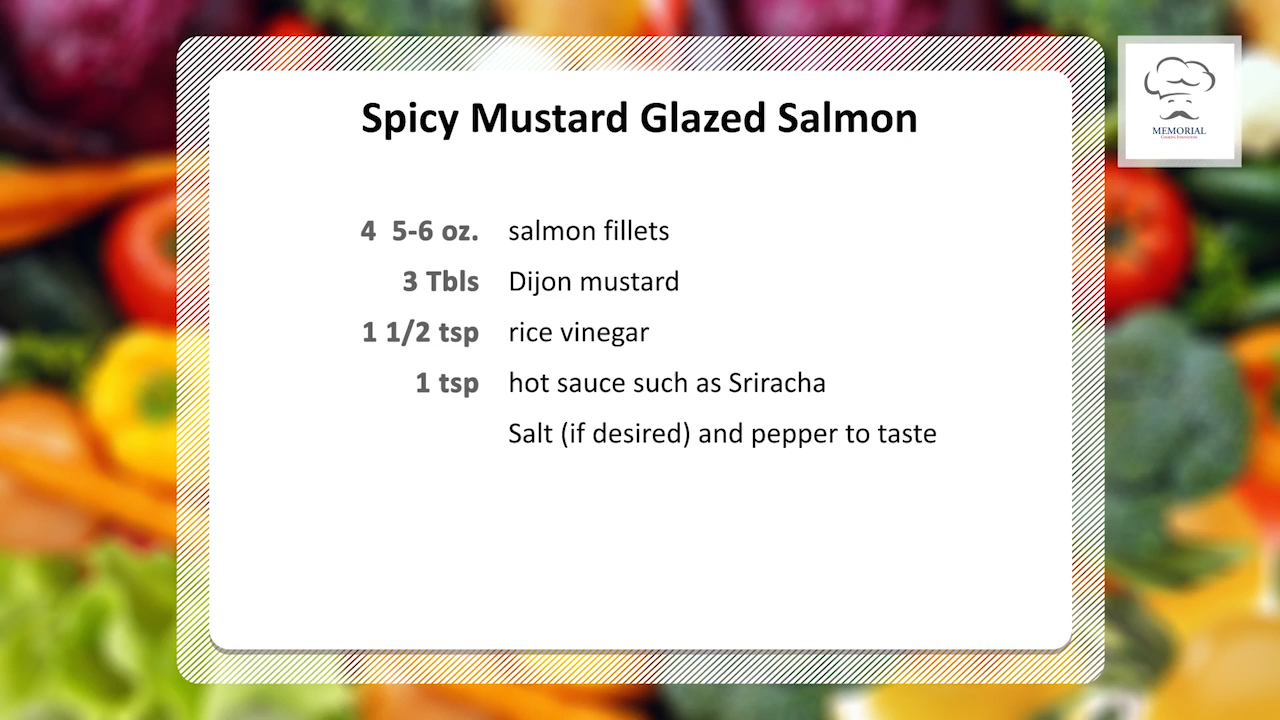 Spicy Mustard Glazed Salmon
4 5-6 oz. salmon fillets
3 Tbls Dijon mustard
1 1/2 tsp rice vinegar
1 tsp hot sauce such as Sriracha
Salt (if desired) and pepper to taste
MEMORIAL